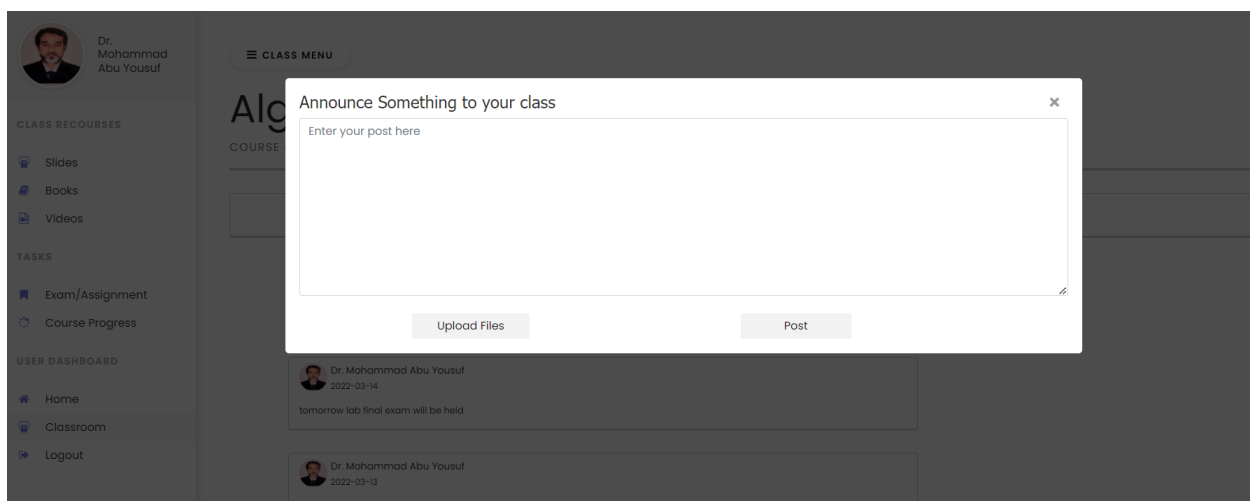 Dr.
Mohammad
Abu Yousuf
CLASS RECOURSES
Slides
Books
Videos
TASKS
Exam/Assignment
Course Progress
USER DASHBOARD
Home
Classroom
Logout
CLASS MENU
Alg
COURSE
Announce Something to your class
×
Enter your post here
Upload Files
Post
Dr. Mohammad Abu Yousuf
2022-03-14
tomorrow lab final exam will be held
Dr. Mohammad Abu Yousuf
2022-03-13